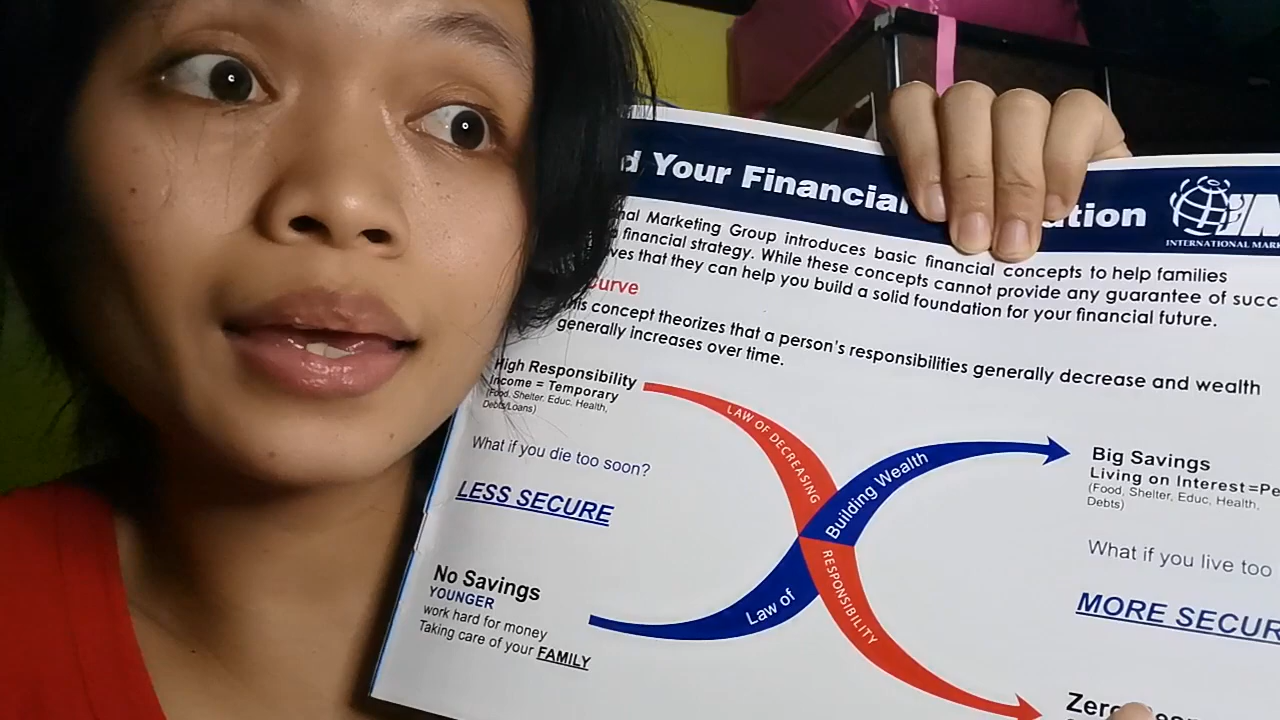 d Your Financial ation
INTERNATIONAL MARK
nal Marketing Group introduces basic financial concepts to help families
financial strategy. While these concepts cannot provide any guarantee of succ
ves that they can help you build a solid foundation for your financial future.
Curve
his concept theorizes that a person's responsibilities generally decrease and wealth
generally increases over time.
High Responsibility
Income = Temporary
(Food, Shelter, Educ, Health,
Debts/Loans)
What if you die too soon?
LESS SECURE
No Savings
YOUNGER
work hard for money
Taking care of your FAMILY
LAW OF DECREASING
RESPONSIBILITY
Law of
Building Wealth
Big Savings
Living on Interest=Pe
(Food, Shelter, Educ, Health,
Debts)
What if you live too
MORE SECUR
Zero